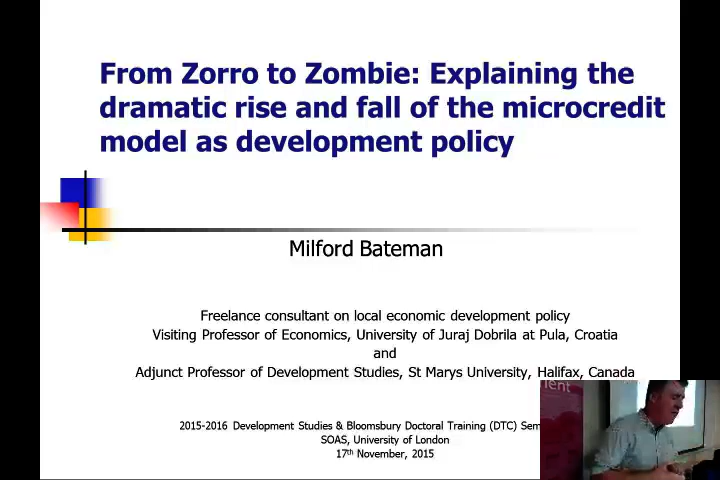 From Zorro to Zombie: Explaining the
dramatic rise and fall of the microcredit
model as development policy
Milford Bateman
Freelance consultant on local economic development policy
Visiting Professor of Economics, University of Juraj Dobrila at Pula, Croatia
and
Adjunct Professor of Development Studies, St Marys University, Halifax, Canada
2015-2016 Development Studies & Bloomsbury Doctoral Training (DTC) Sem
SOAS, University of London
17th November, 2015